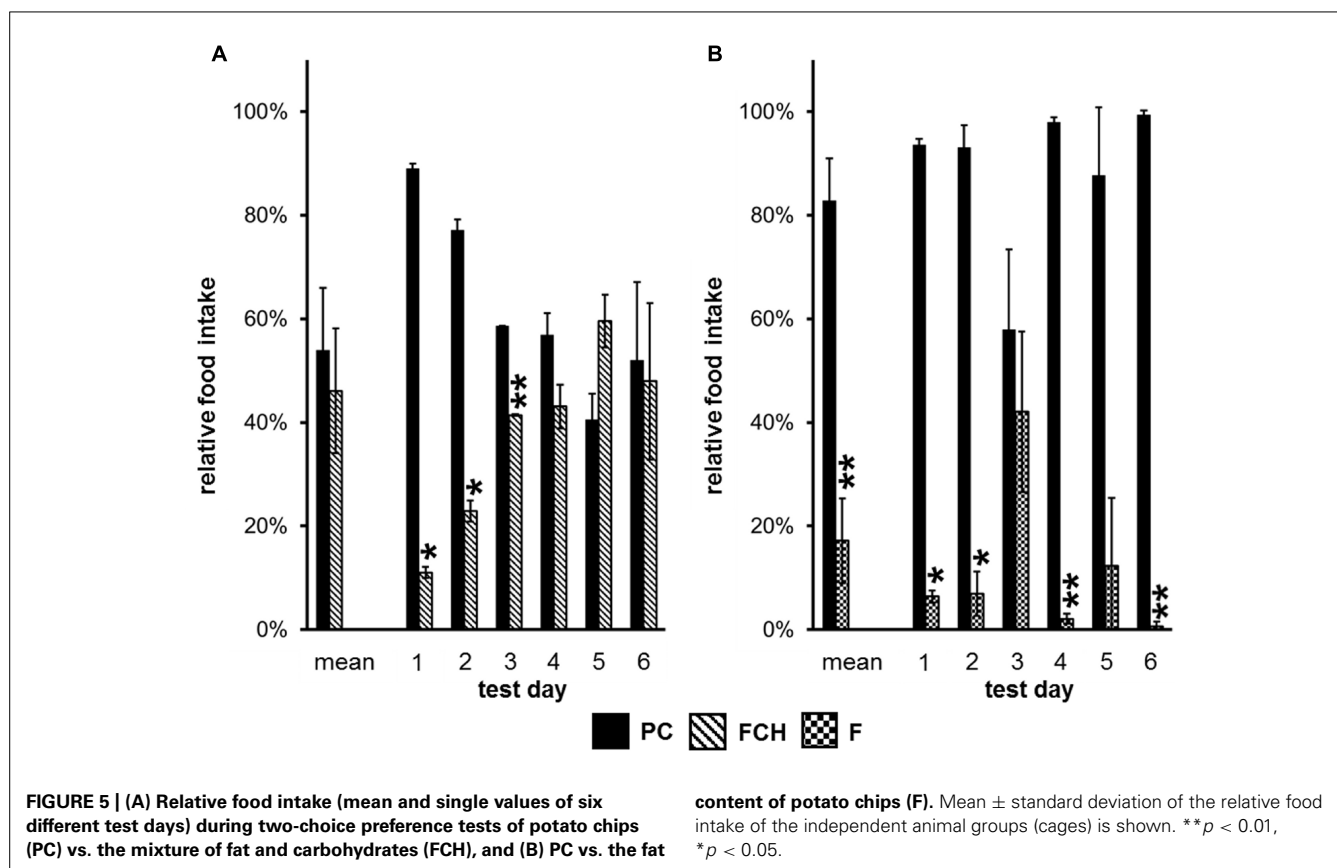 A
B
100%
80%
60%
40%
20%
0%
relative food intake
*
*
**
mean 1 2 3 4 5 6
test day
100%
80%
60%
40%
20%
0%
relative food intake
**
*
*
**
**
mean 1 2 3 4 5 6
test day
PC FCH F
FIGURE 5 | (A) Relative food intake (mean and single values of six
different test days) during two-choice preference tests of potato chips
(PC) vs. the mixture of fat and carbohydrates (FCH), and (B) PC vs. the fat
content of potato chips (F). Mean ± standard deviation of the relative food
intake of the independent animal groups (cages) is shown. **p < 0.01,
*p < 0.05.